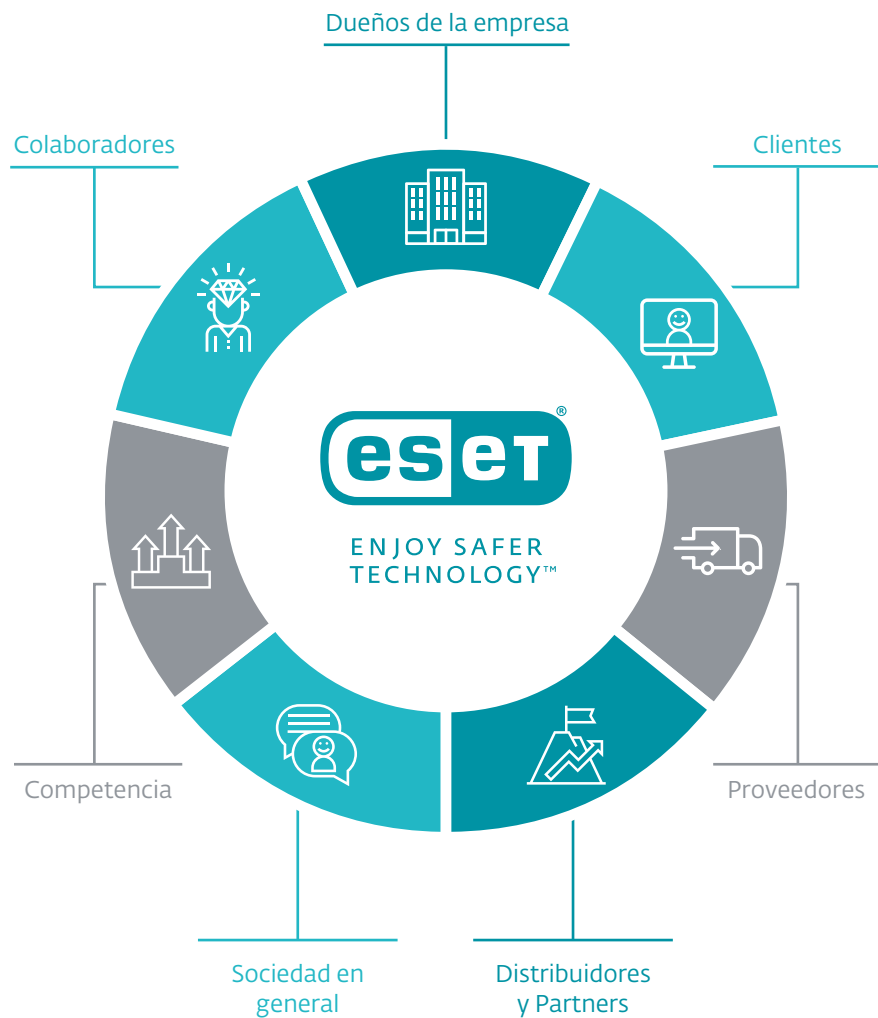 Dueños de la empresa
Colaboradores
Clientes
eset®
ENJOY SAFER
TECHNOLOGY™
Competencia
Proveedores
Sociedad en
general
Distribuidores
y Partners